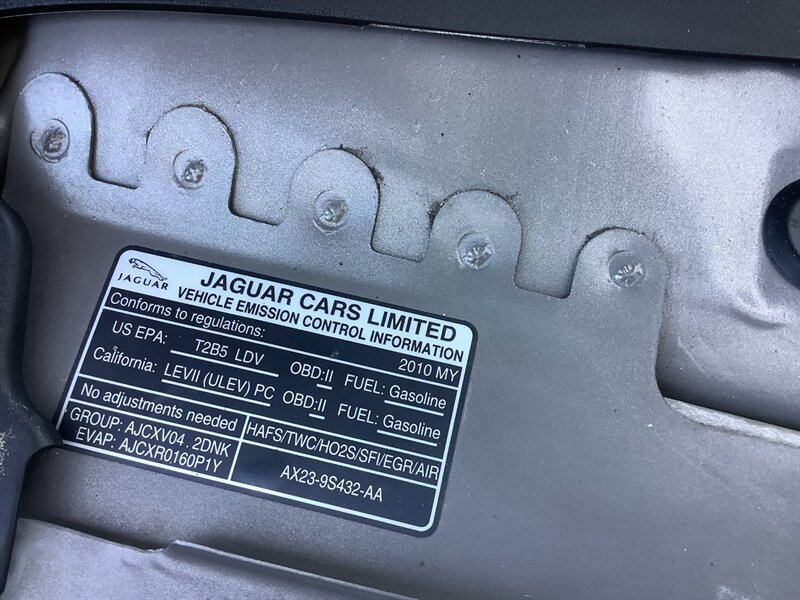 JAGUAR
JAGUAR CARS LIMITED
VEHICLE EMISSION CONTROL INFORMATION
Conforms to regulations: 2010 MY
US EPA: T2B5 LDV OBD:II FUEL: Gasoline
California: LEVII (ULEV) PC OBD:II FUEL: Gasoline
No adjustments needed HAFS/TWC/HO2S/SFI/EGR/AIR
GROUP: AJCXV04.2DNK
EVAP: AJCXR0160P1Y AX23-9S432-AA